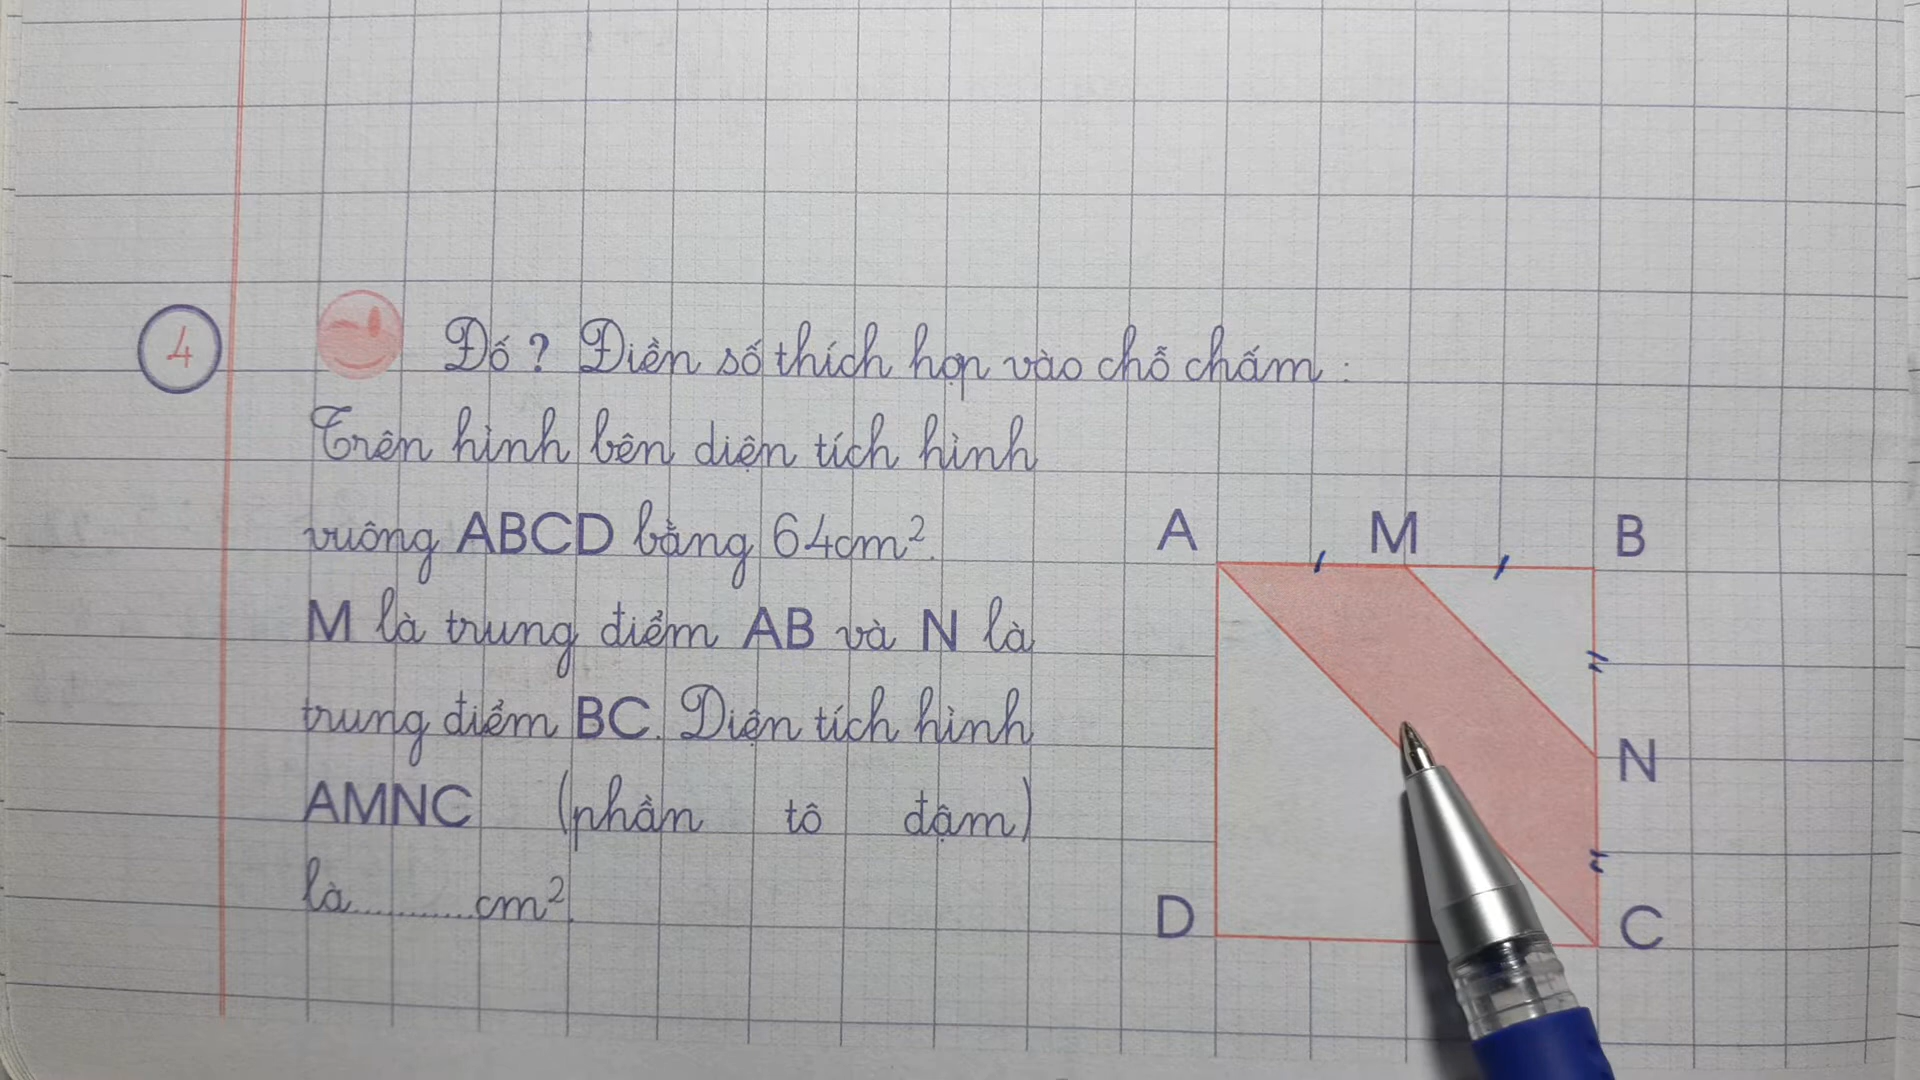 4 Đố? Điền số thích hợp vào chỗ chấm:
Trên hình bên diện tích hình
vuông ABCD bằng 64cm².
M là trung điểm AB và N là
trung điểm BC. Diện tích hình
AMNC (phần tô đậm)
là..........cm².
A M B
N
D C